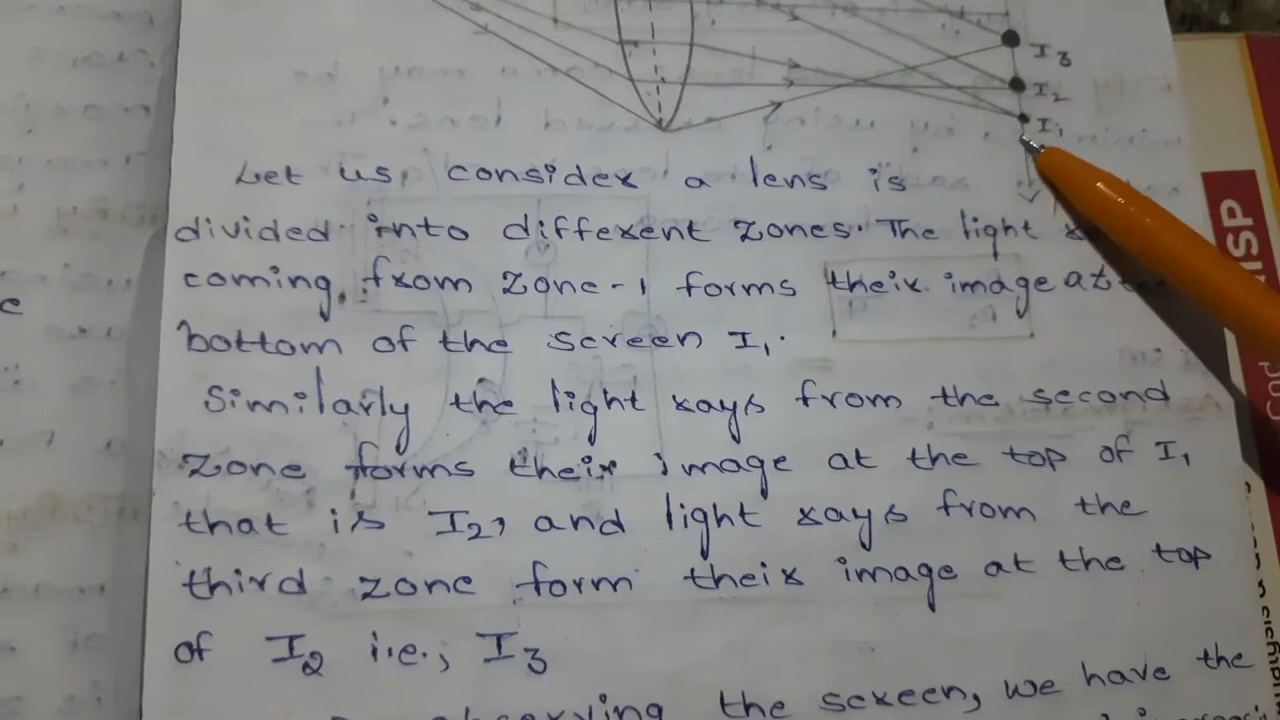 I3
I2
I1
Let us consider a lens is
divided into different zones. The light
coming from Zone-1 forms their image at
bottom of the screen I1.
Similarly the light rays from the second
Zone forms their image at the top of I1
that is I2, and light rays from the
third zone form their image at the top
of I2 i.e., I3
the screen, we have the